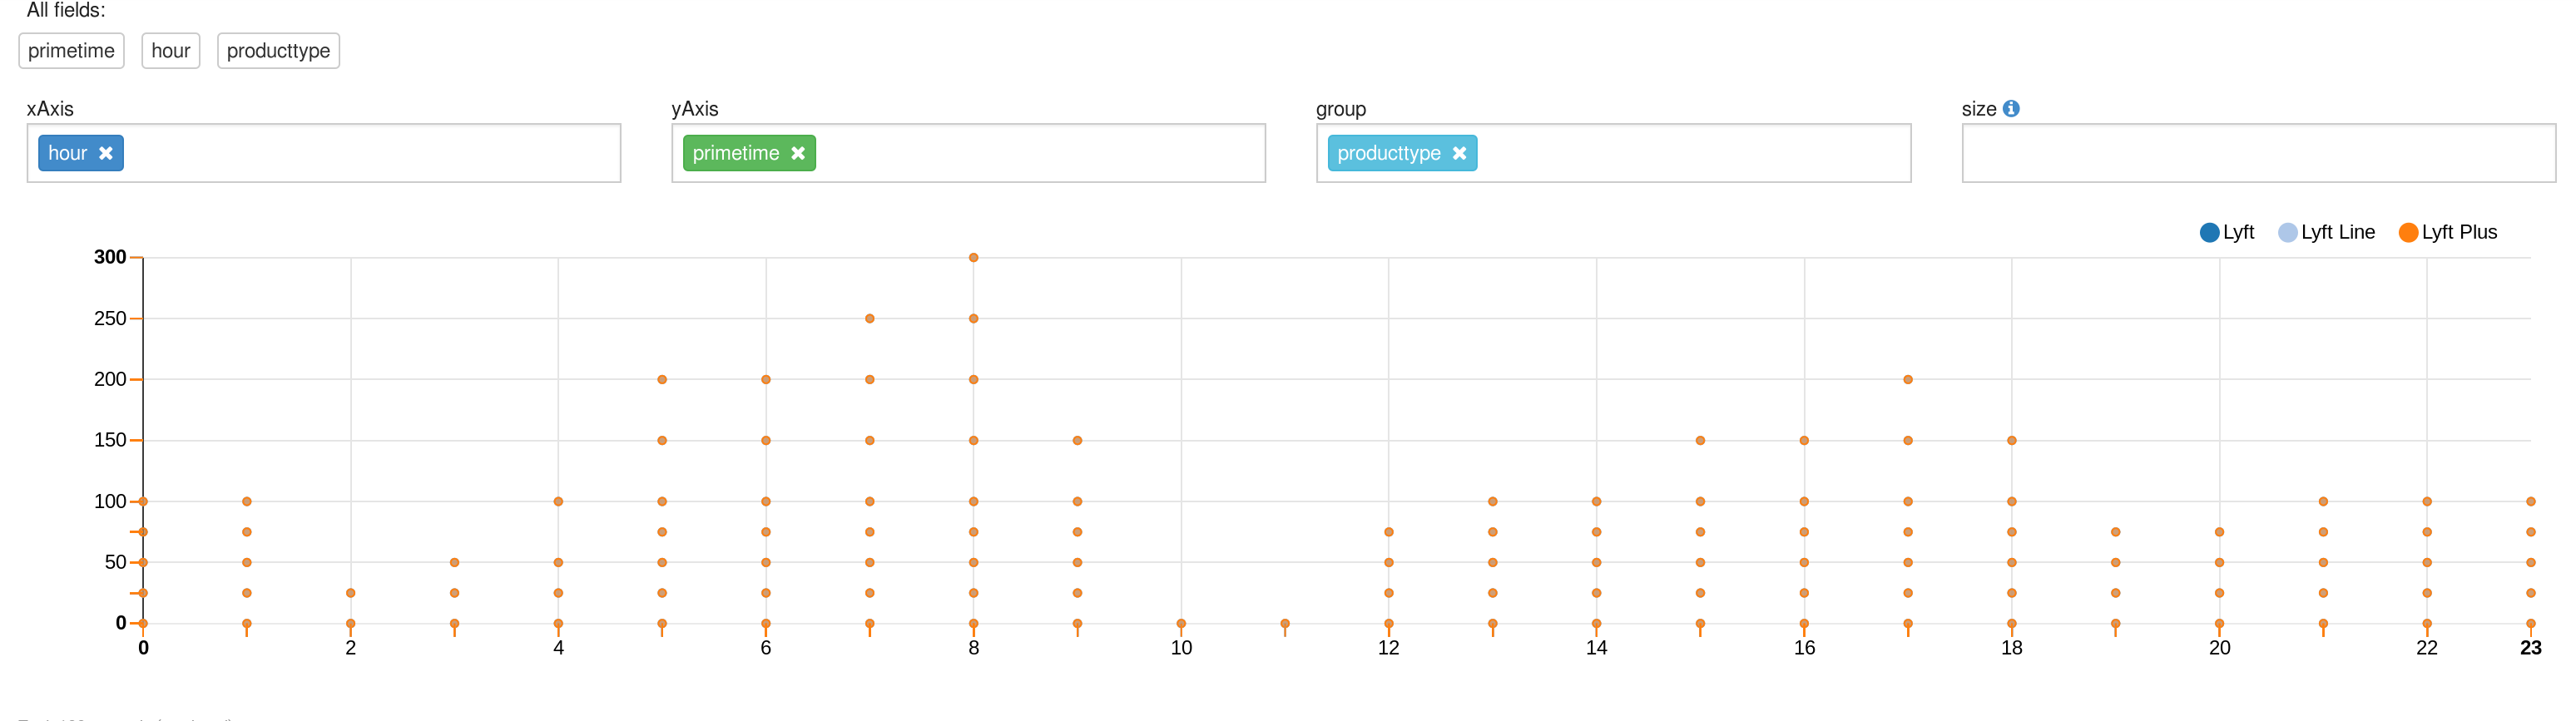 All fields:
primetime hour producttype
xAxis yAxis group size
hour primetime producttype
Lyft Lyft Line Lyft Plus
300
250
200
150
100
50
0
0 2 4 6 8 10 12 14 16 18 20 22 23